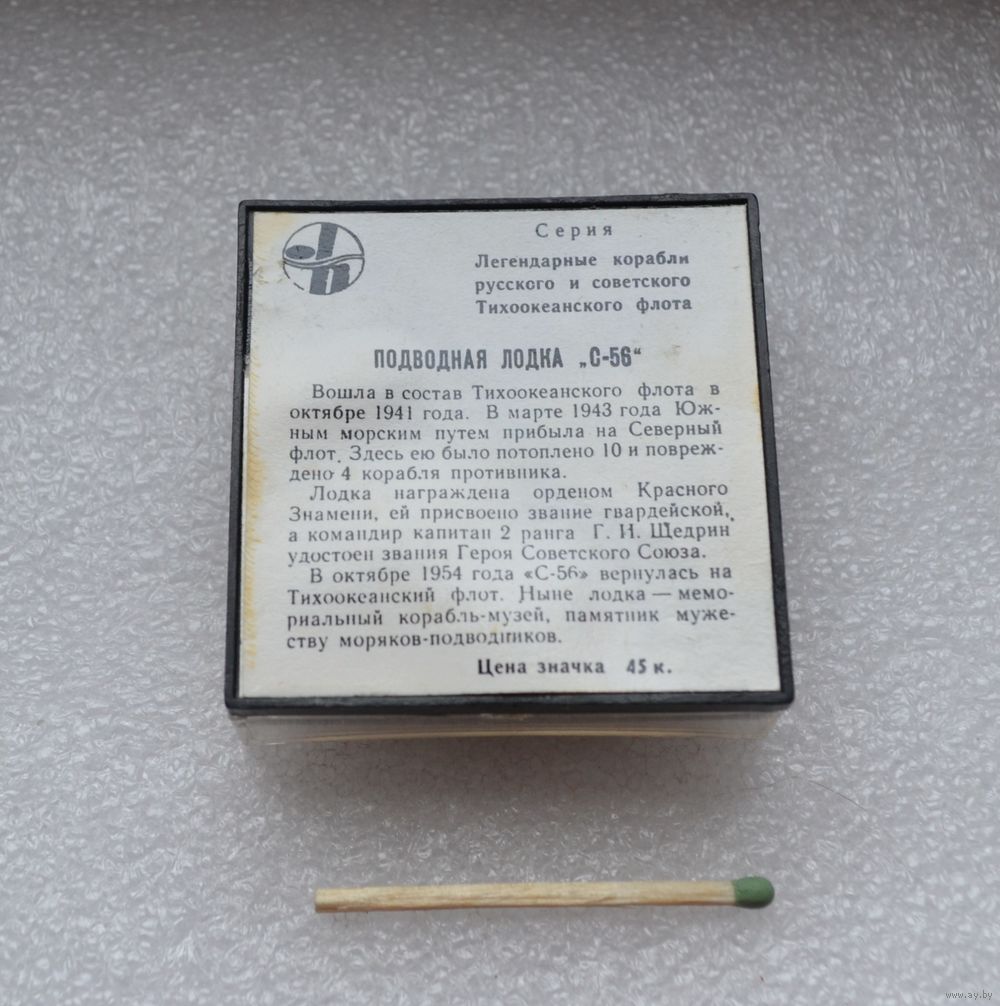 Серия
Легендарные корабли
русского и советского
Тихоокеанского флота
ПОДВОДНАЯ ЛОДКА „С-56“
Вошла в состав Тихоокеанского флота в
октябре 1941 года. В марте 1943 года Юж-
ным морским путем прибыла на Северный
флот. Здесь ею было потоплено 10 и повреж-
дено 4 корабля противника.
Лодка награждена орденом Красного
Знамени, ей присвоено звание гвардейской,
а командир капитан 2 ранга Г. И. Щедрин
удостоен звания Героя Советского Союза.
В октябре 1954 года «С-56» вернулась на
Тихоокеанский флот. Ныне лодка — мемо-
риальный корабль-музей, памятник муже-
ству моряков-подводников.
Цена значка 45 к.
www.ay.by